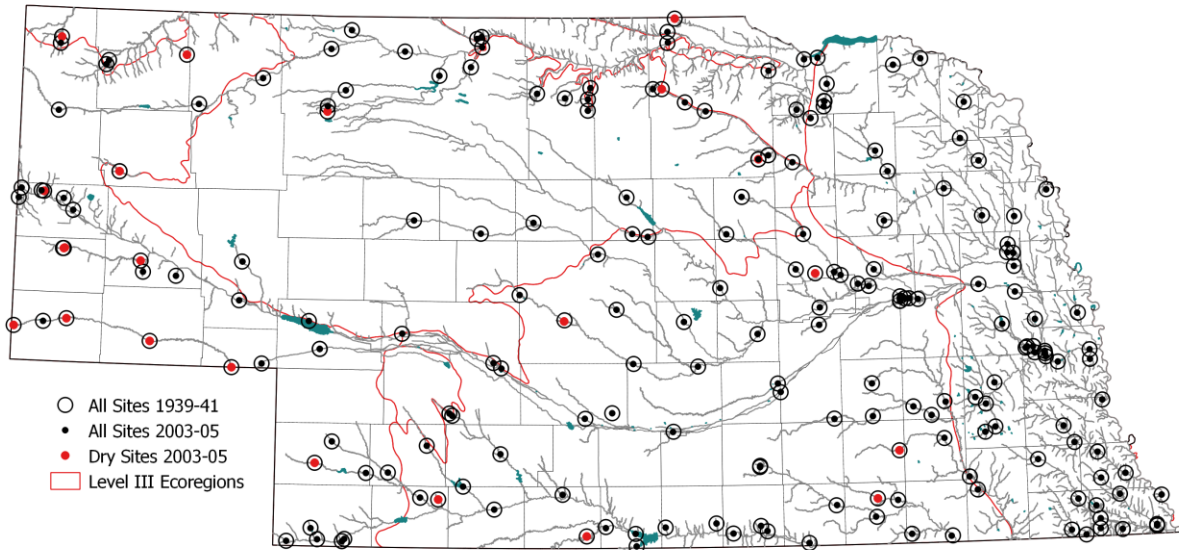 All Sites 1939-41
All Sites 2003-05
Dry Sites 2003-05
Level III Ecoregions